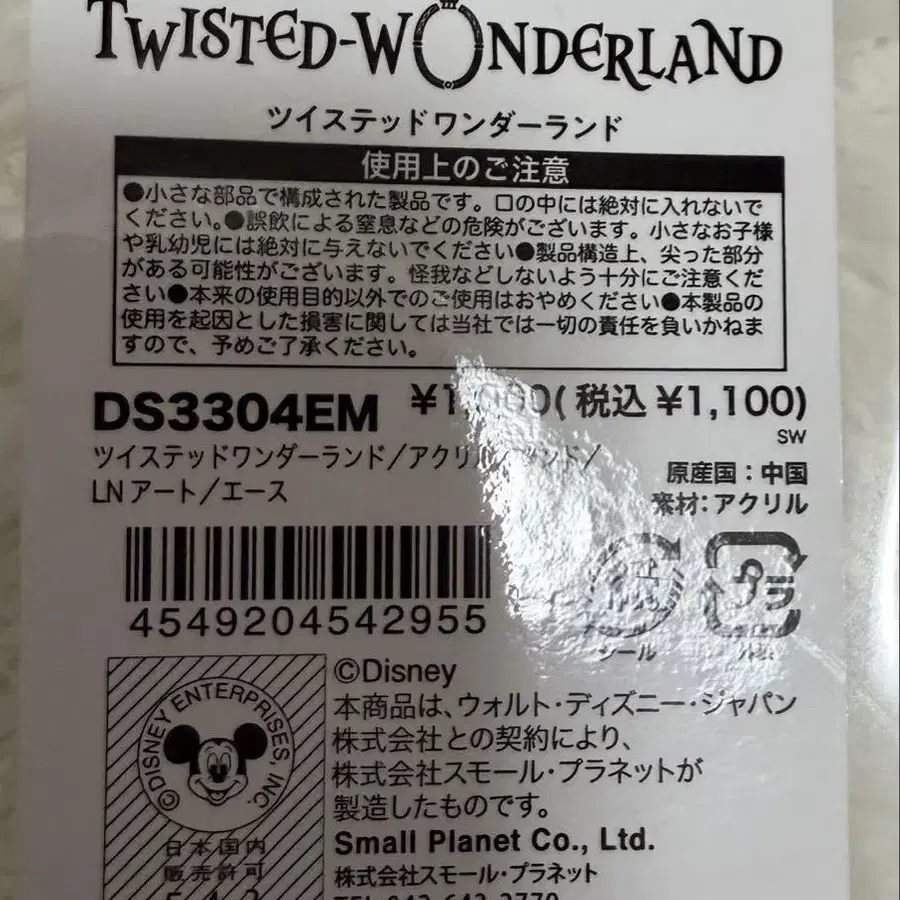 TWISTED-WONDERLAND
ツイステッドワンダーランド
使用上のご注意
●小さな部品で構成された製品です。口の中には絶対に入れないで
ください。●誤飲による窒息などの危険がございます。小さなお子様
や乳幼児には絶対に与えないでください●製品構造上、尖った部分
がある可能性がございます。怪我などしないよう十分にご注意くだ
さい●本来の使用目的以外でのご使用はおやめください●本製品の
使用を起因とした損害に関しては当社では一切の責任を負いかねま
すので、予めご了承ください。
DS3304EM ¥1,000(税込¥1,100)
SW
ツイステッドワンダーランド/アクリル
LNアート/エース
原産国:中国
素材:アクリル
4549204542955
プラ
シール
©Disney
本商品は、ウォルト・ディズニー・ジャパン
株式会社との契約により、
株式会社スモール・プラネットが
製造したものです。
Small Planet Co., Ltd.
株式会社スモール・プラネット
©DISNEY ENTERPRISES, INC.
日本国内
販売許可